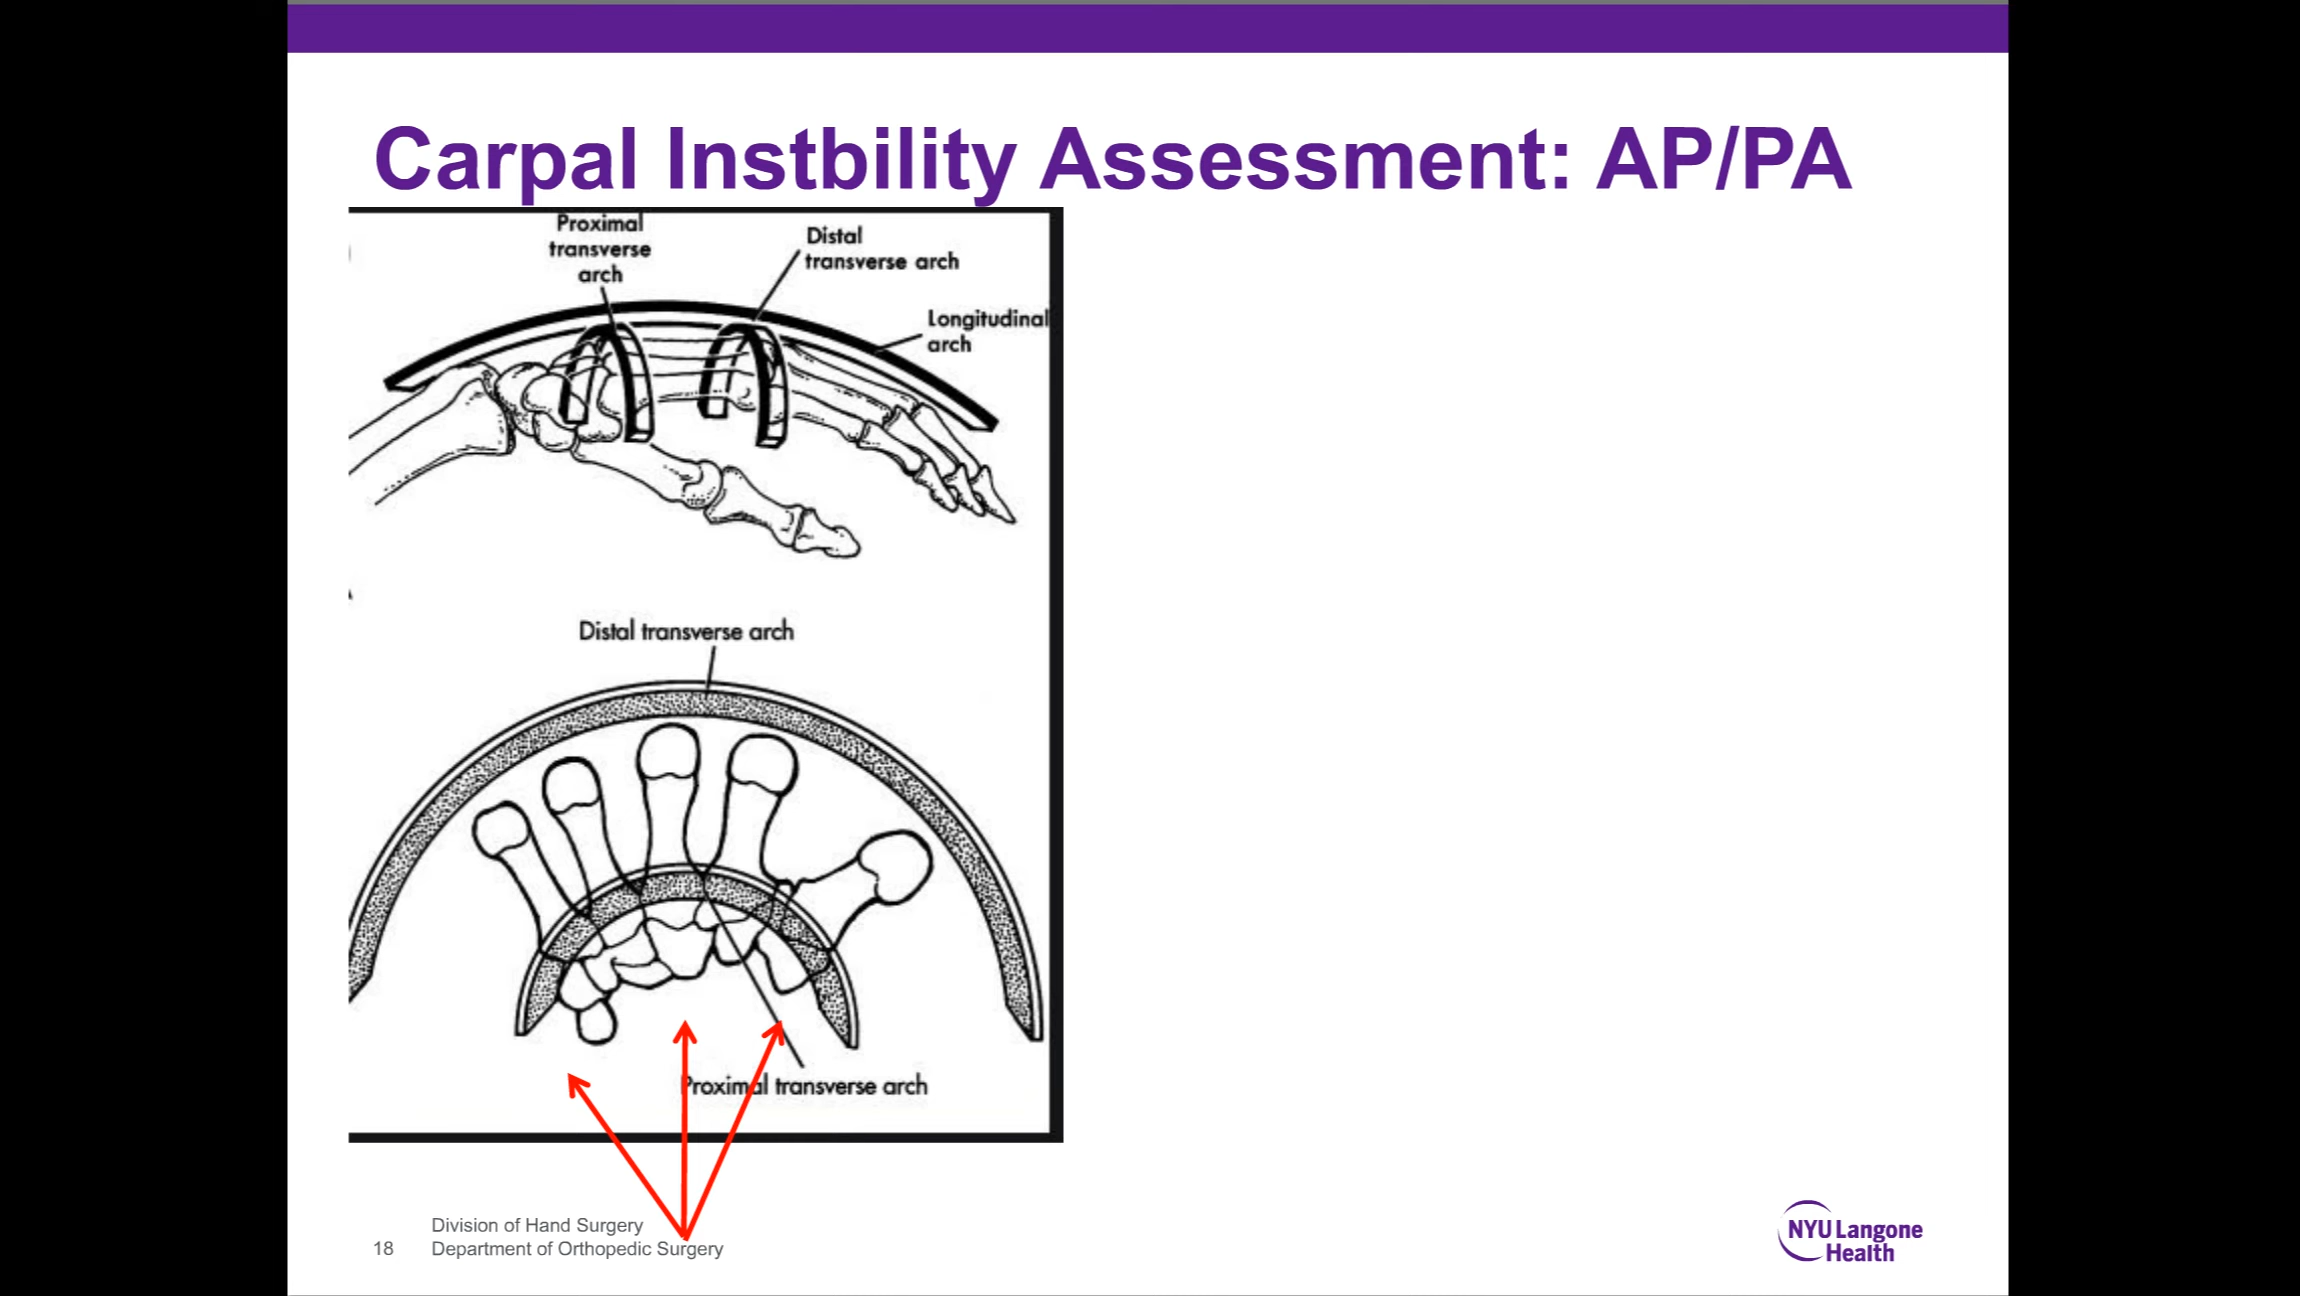 Carpal Instbility Assessment: AP/PA
Proximal
transverse
arch
Distal
transverse arch
Longitudinal
arch
Distal transverse arch
Proximal transverse arch
Division of Hand Surgery
18 Department of Orthopedic Surgery
NYU Langone
Health